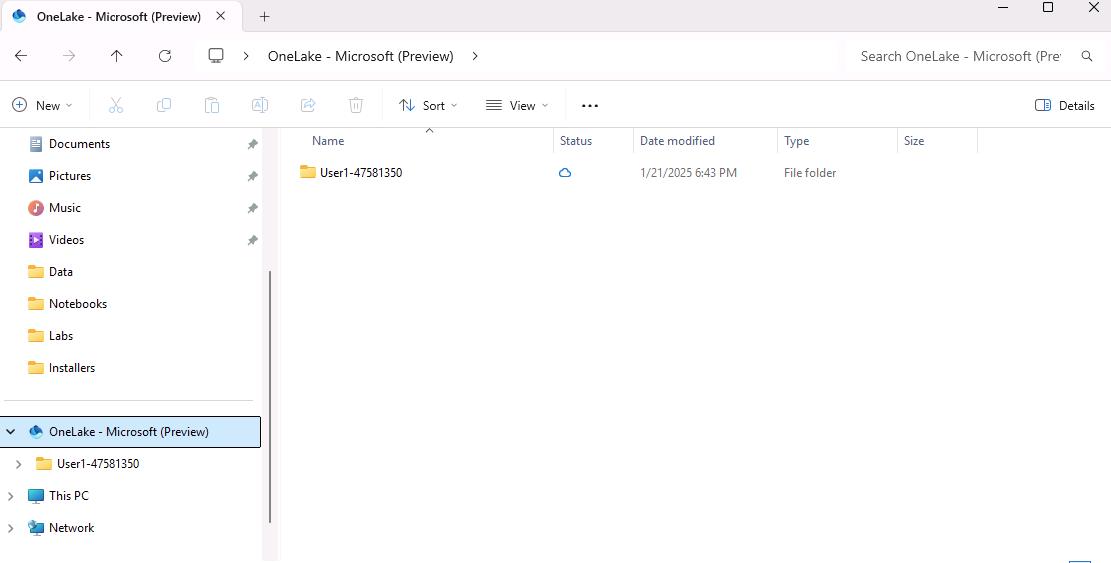 OneLake - Microsoft (Preview)
OneLake - Microsoft (Preview)
Search OneLake - Microsoft (Pre
New
Sort
View
Details
Documents
Pictures
Music
Videos
Data
Notebooks
Labs
Installers
OneLake - Microsoft (Preview)
User1-47581350
This PC
Network
Name Status Date modified Type Size
User1-47581350 1/21/2025 6:43 PM File folder